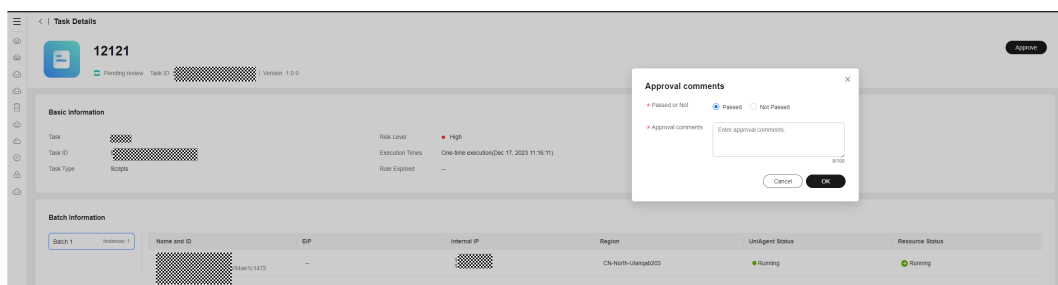 < | Task Details
12121
Approve
Pending review Task ID | Version 1.0.0
Approval comments
* Passed or Not Passed Not Passed
* Approval comments Enter approval comments.
0/100
Cancel OK
Basic Information
Task
Risk Level High
Task ID
Execution Times One-time execution(Dec 17, 2023 11:16:11)
Task Type Scripts
Rule Expired --
Batch Information
Batch 1 Instances: 1
Name and ID EIP Internal IP Region UniAgent Status Resource Status
-- CN-North-Ulanqab203 Running Running